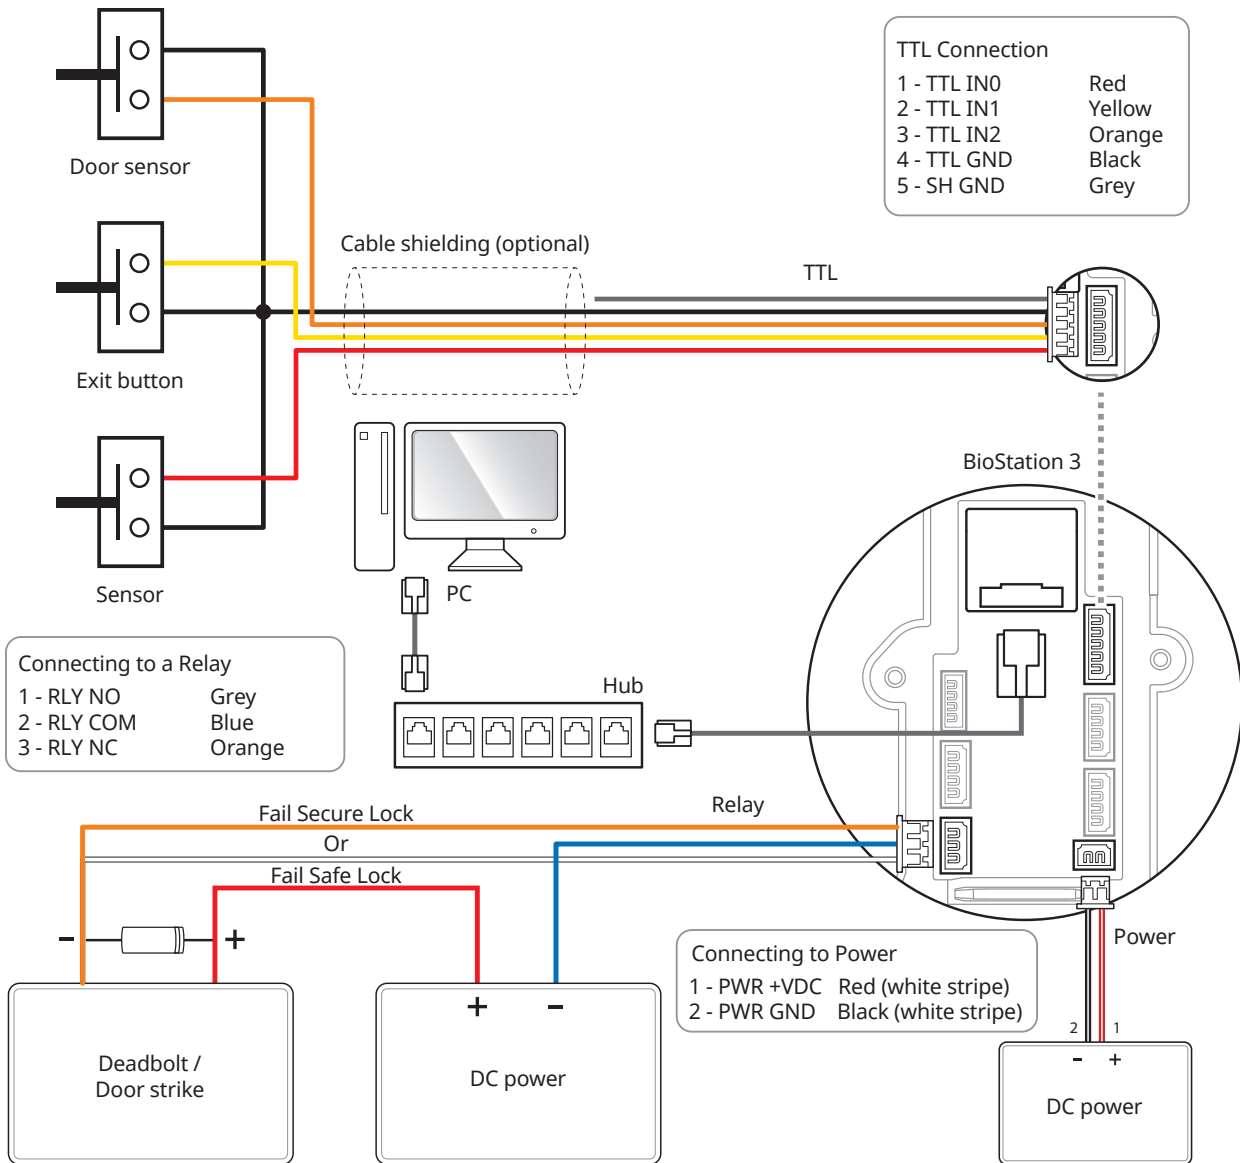 TTL Connection
1 - TTL IN0 Red
2 - TTL IN1 Yellow
3 - TTL IN2 Orange
4 - TTL GND Black
5 - SH GND Grey
Door sensor
Cable shielding (optional)
TTL
Exit button
BioStation 3
Sensor
PC
Connecting to a Relay
1 - RLY NO Grey
2 - RLY COM Blue
3 - RLY NC Orange
Hub
Fail Secure Lock
Relay
Or
Fail Safe Lock
- +
Power
Connecting to Power
1 - PWR +VDC Red (white stripe)
2 - PWR GND Black (white stripe)
+ -
2 1
- +
Deadbolt /
Door strike
DC power
DC power